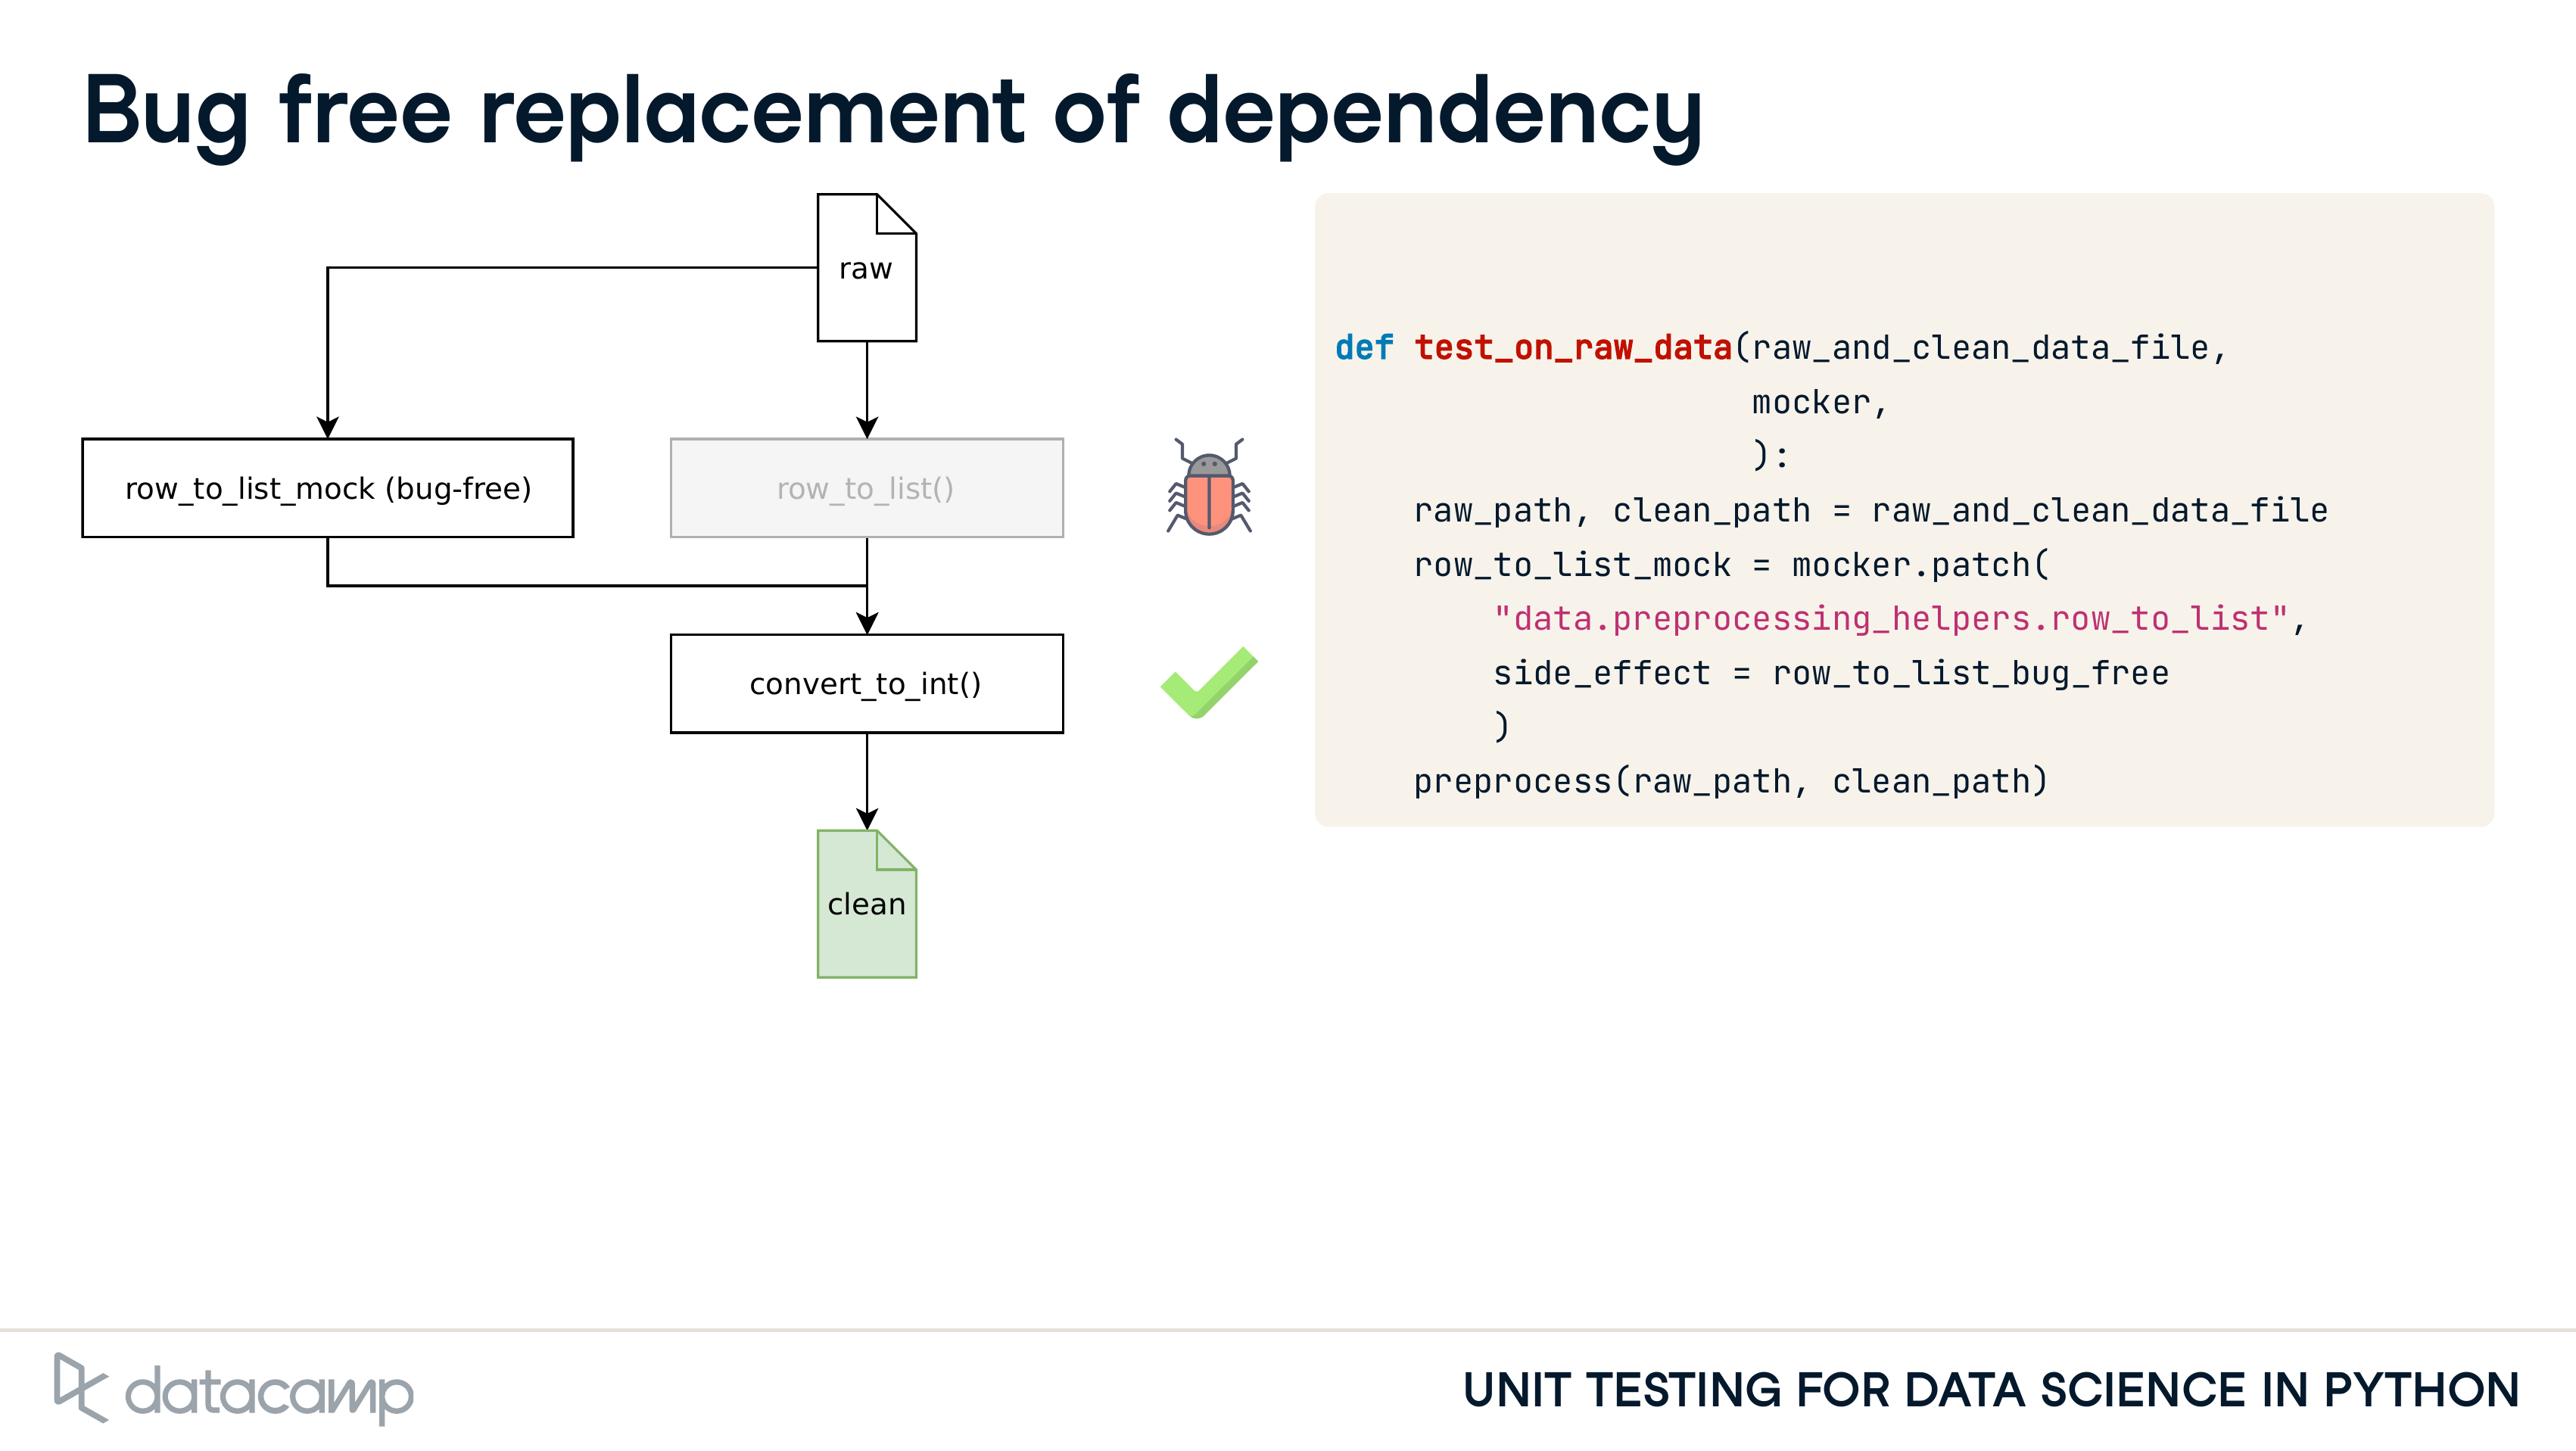 Bug free replacement of dependency
raw
row_to_list_mock (bug-free)
row_to_list()
convert_to_int()
clean
def test_on_raw_data(raw_and_clean_data_file,
                     mocker,
                     ):
    raw_path, clean_path = raw_and_clean_data_file
    row_to_list_mock = mocker.patch(
        "data.preprocessing_helpers.row_to_list",
        side_effect = row_to_list_bug_free
        )
    preprocess(raw_path, clean_path)
datacamp
UNIT TESTING FOR DATA SCIENCE IN PYTHON